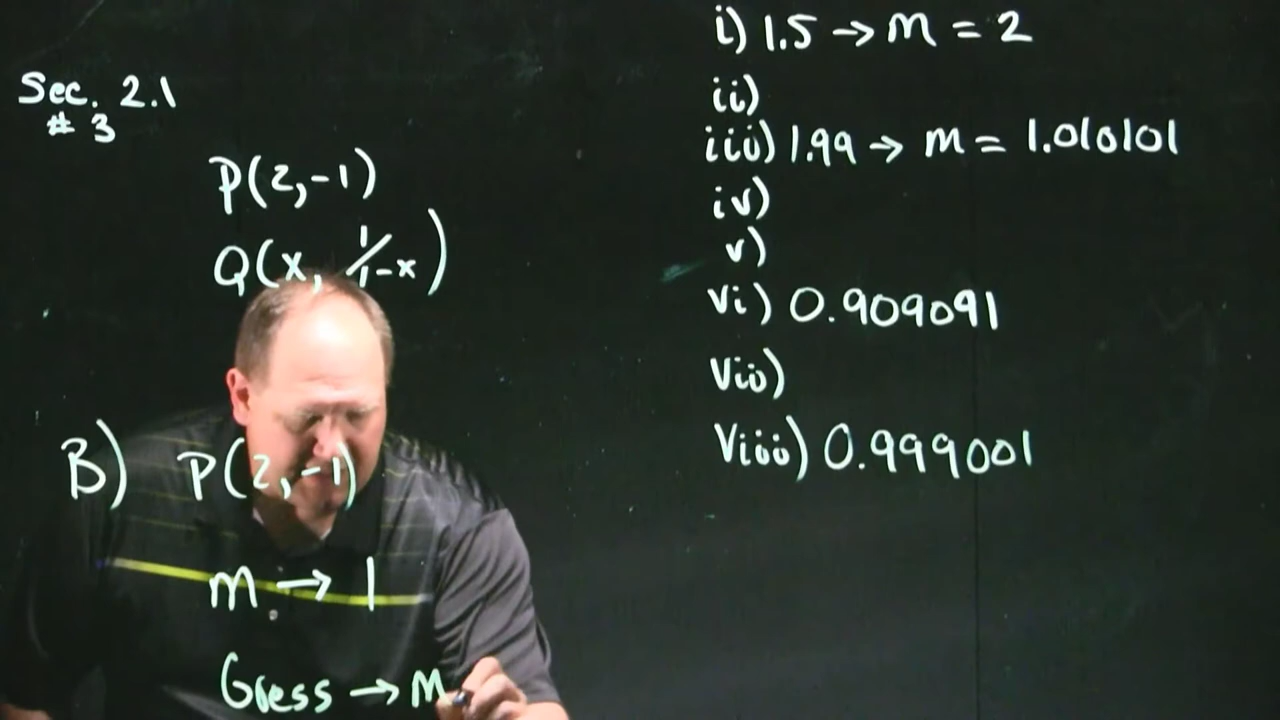 Sec. 2.1
# 3
P(2,-1)
Q(x, 1/1-x)
B) P(2,-1)
m → 1
Guess → m
i) 1.5 → m = 2
ii)
iii) 1.99 → m = 1.010101
iv)
v)
vi) 0.909091
vii)
viii) 0.999001